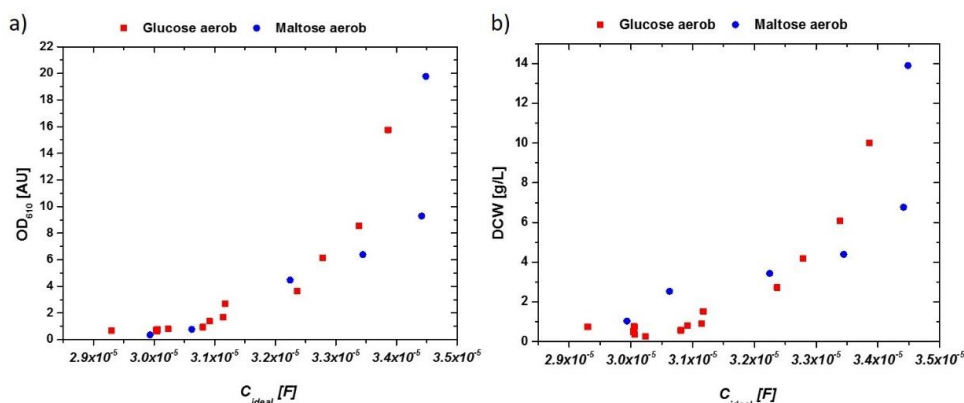 a)
Glucose aerob
Maltose aerob
22
20
18
16
14
12
10
8
6
4
2
0
OD610 [AU]
2.9x10-5
3.0x10-5
3.1x10-5
3.2x10-5
3.3x10-5
3.4x10-5
3.5x10-5
Cideal [F]
b)
Glucose aerob
Maltose aerob
14
12
10
8
6
4
2
0
DCW [g/L]
2.9x10-5
3.0x10-5
3.1x10-5
3.2x10-5
3.3x10-5
3.4x10-5
3.5x10-5
Cideal [F]